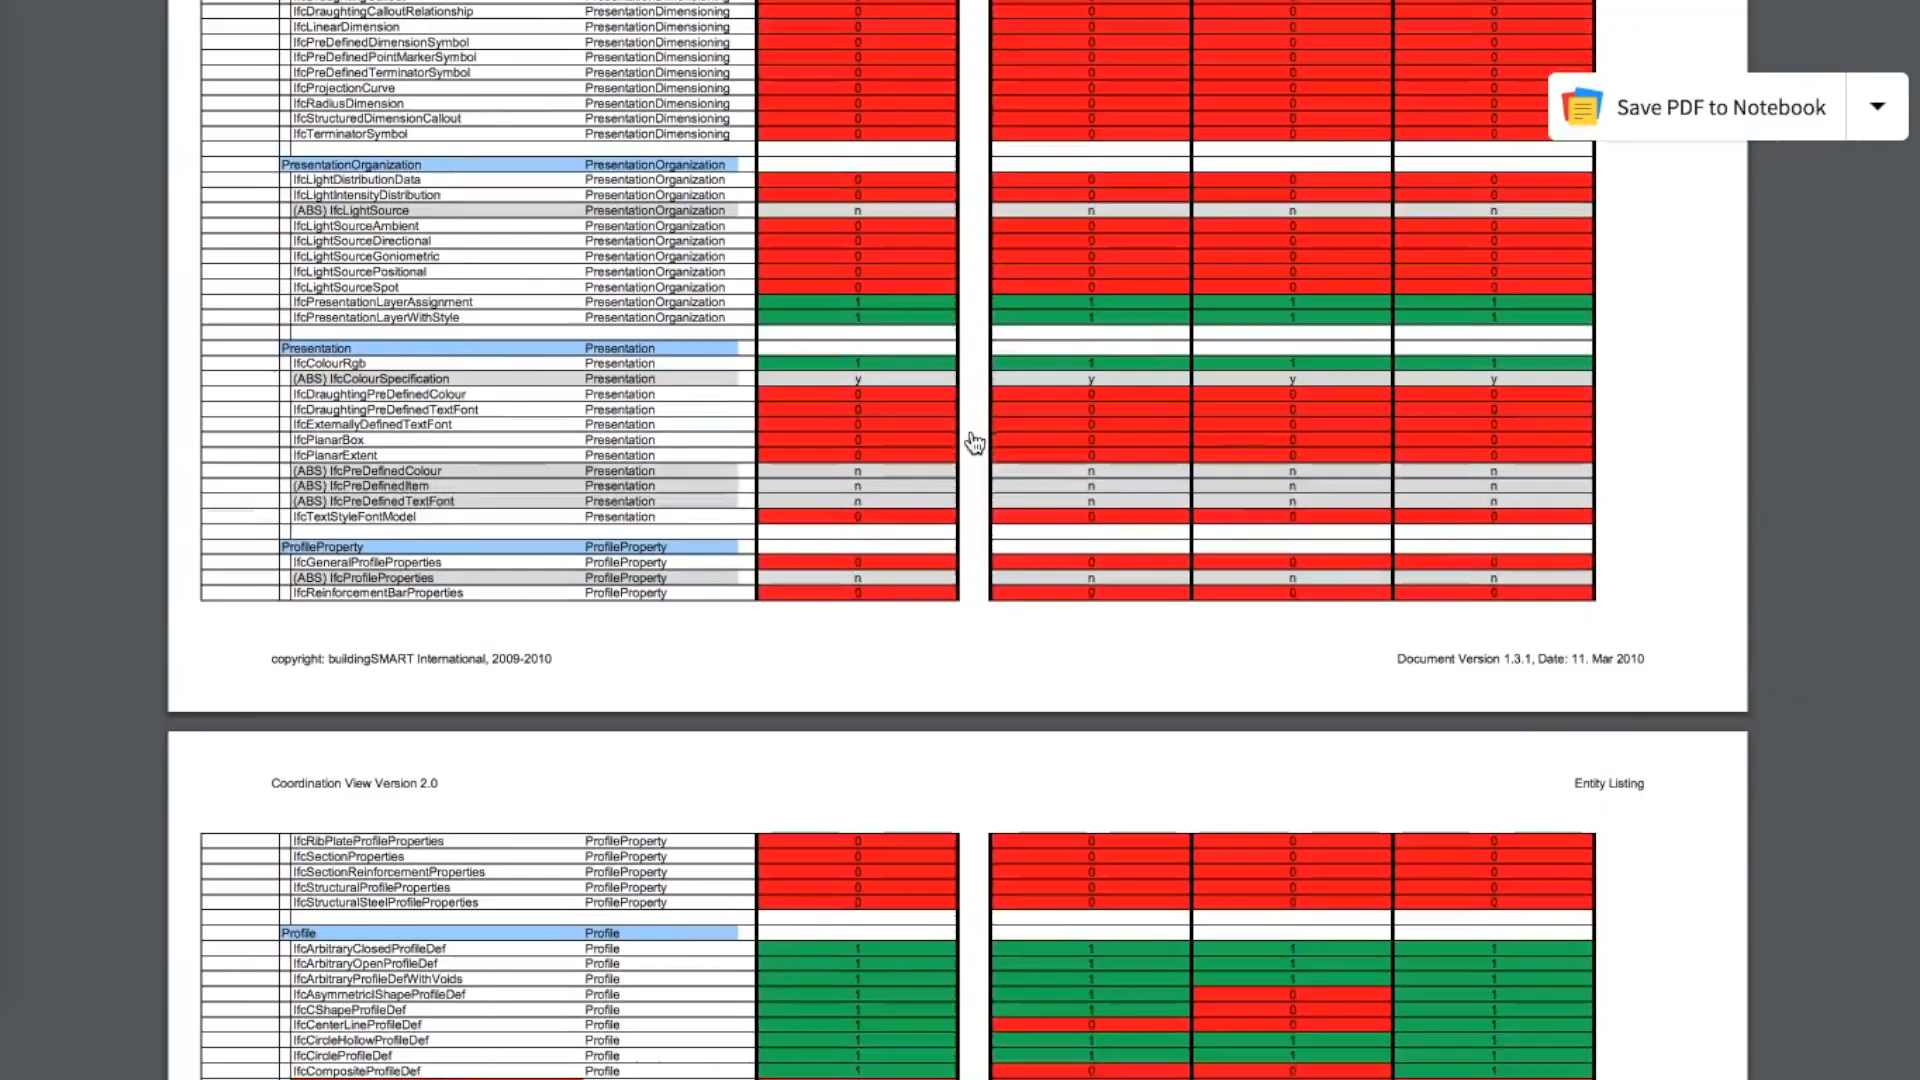 IfcDraughtingCalloutRelationship PresentationDimensioning 0 0 0 0
IfcLinearDimension PresentationDimensioning 0 0 0 0
IfcPreDefinedDimensionSymbol PresentationDimensioning 0 0 0 0
IfcPreDefinedPointMarkerSymbol PresentationDimensioning 0 0 0 0
IfcPreDefinedTerminatorSymbol PresentationDimensioning 0 0 0 0
IfcProjectionCurve PresentationDimensioning 0 0 0 0
IfcRadiusDimension PresentationDimensioning 0 0 0 0
IfcStructuredDimensionCallout PresentationDimensioning 0 0 0 0
IfcTerminatorSymbol PresentationDimensioning 0 0 0 0
Save PDF to Notebook
PresentationOrganization PresentationOrganization
IfcLightDistributionData PresentationOrganization 0 0 0 0
IfcLightIntensityDistribution PresentationOrganization 0 0 0 0
(ABS) IfcLightSource PresentationOrganization n n n n
IfcLightSourceAmbient PresentationOrganization 0 0 0 0
IfcLightSourceDirectional PresentationOrganization 0 0 0 0
IfcLightSourceGoniometric PresentationOrganization 0 0 0 0
IfcLightSourcePositional PresentationOrganization 0 0 0 0
IfcLightSourceSpot PresentationOrganization 0 0 0 0
IfcPresentationLayerAssignment PresentationOrganization 1 1 1 1
IfcPresentationLayerWithStyle PresentationOrganization 1 1 1 1
Presentation Presentation
IfcColourRgb Presentation 1 1 1 1
(ABS) IfcColourSpecification Presentation y y y y
IfcDraughtingPreDefinedColour Presentation 0 0 0 0
IfcDraughtingPreDefinedTextFont Presentation 0 0 0 0
IfcExternallyDefinedTextFont Presentation 0 0 0 0
IfcPlanarBox Presentation 0 0 0 0
IfcPlanarExtent Presentation 0 0 0 0
(ABS) IfcPreDefinedColour Presentation n n n n
(ABS) IfcPreDefinedItem Presentation n n n n
(ABS) IfcPreDefinedTextFont Presentation n n n n
IfcTextStyleFontModel Presentation 0 0 0 0
ProfileProperty ProfileProperty
IfcGeneralProfileProperties ProfileProperty 0 0 0 0
(ABS) IfcProfileProperties ProfileProperty n n n n
IfcReinforcementBarProperties ProfileProperty 0 0 0 0
copyright: buildingSMART International, 2009-2010 Document Version 1.3.1, Date: 11. Mar 2010
Coordination View Version 2.0 Entity Listing
IfcRibPlateProfileProperties ProfileProperty 0 0 0 0
IfcSectionProperties ProfileProperty 0 0 0 0
IfcSectionReinforcementProperties ProfileProperty 0 0 0 0
IfcStructuralProfileProperties ProfileProperty 0 0 0 0
IfcStructuralSteelProfileProperties ProfileProperty 0 0 0 0
Profile Profile
IfcArbitraryClosedProfileDef Profile 1 1 1 1
IfcArbitraryOpenProfileDef Profile 1 1 1 1
IfcArbitraryProfileDefWithVoids Profile 1 1 1 1
IfcAsymmetricIShapeProfileDef Profile 1 1 0 1
IfcCShapeProfileDef Profile 1 1 0 1
IfcCenterLineProfileDef Profile 1 0 0 1
IfcCircleHollowProfileDef Profile 1 1 1 1
IfcCircleProfileDef Profile 1 1 1 1
IfcCompositeProfileDef Profile 1 0 0 1